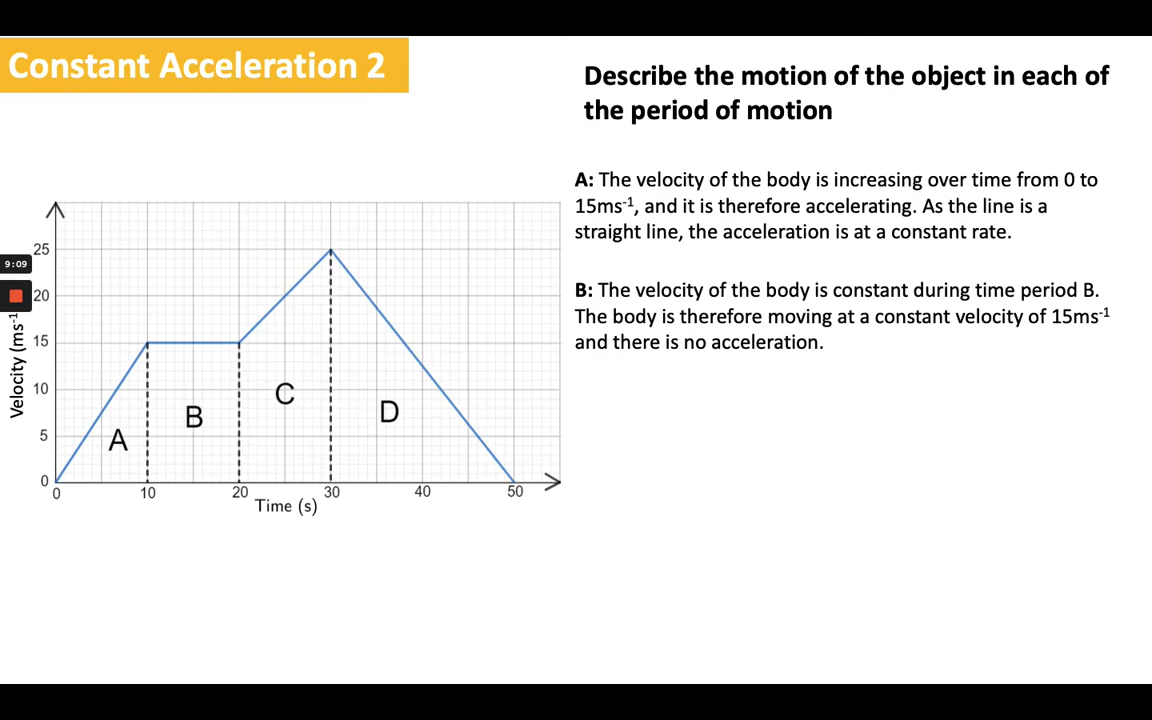 Constant Acceleration 2
Describe the motion of the object in each of
the period of motion
A: The velocity of the body is increasing over time from 0 to
15ms⁻¹, and it is therefore accelerating. As the line is a
straight line, the acceleration is at a constant rate.
B: The velocity of the body is constant during time period B.
The body is therefore moving at a constant velocity of 15ms⁻¹
and there is no acceleration.
9:09
Velocity (ms⁻¹
25
20
15
10
5
0
A
B
C
D
0 10 20 30 40 50
Time (s)